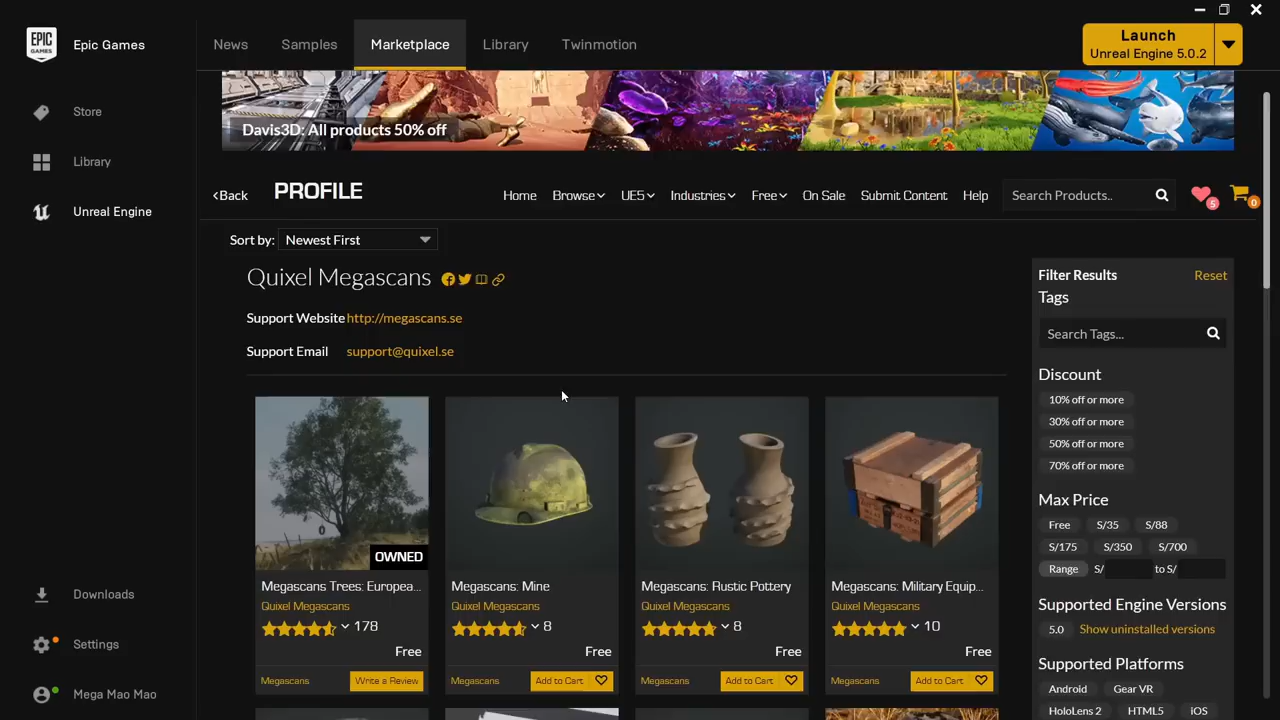 EPIC GAMES
Epic Games
News
Samples
Marketplace
Library
Twinmotion
Launch
Unreal Engine 5.0.2
Store
Library
Unreal Engine
Downloads
Settings
Mega Mao Mao
Davis3D: All products 50% off
Back
PROFILE
Home
Browse
UE5
Industries
Free
On Sale
Submit Content
Help
Search Products..
5
0
Sort by: Newest First
Quixel Megascans
Support Website http://megascans.se
Support Email support@quixel.se
OWNED
Megascans Trees: Europea...
Quixel Megascans
178
Free
Megascans
Write a Review
Megascans: Mine
Quixel Megascans
8
Free
Megascans
Add to Cart
Megascans: Rustic Pottery
Quixel Megascans
8
Free
Megascans
Add to Cart
Megascans: Military Equip...
Quixel Megascans
10
Free
Megascans
Add to Cart
Filter Results
Reset
Tags
Search Tags...
Discount
10% off or more
30% off or more
50% off or more
70% off or more
Max Price
Free S/35 S/88
S/175 S/350 S/700
Range S/ to S/
Supported Engine Versions
5.0 Show uninstalled versions
Supported Platforms
Android Gear VR
HoloLens 2 HTML5 iOS